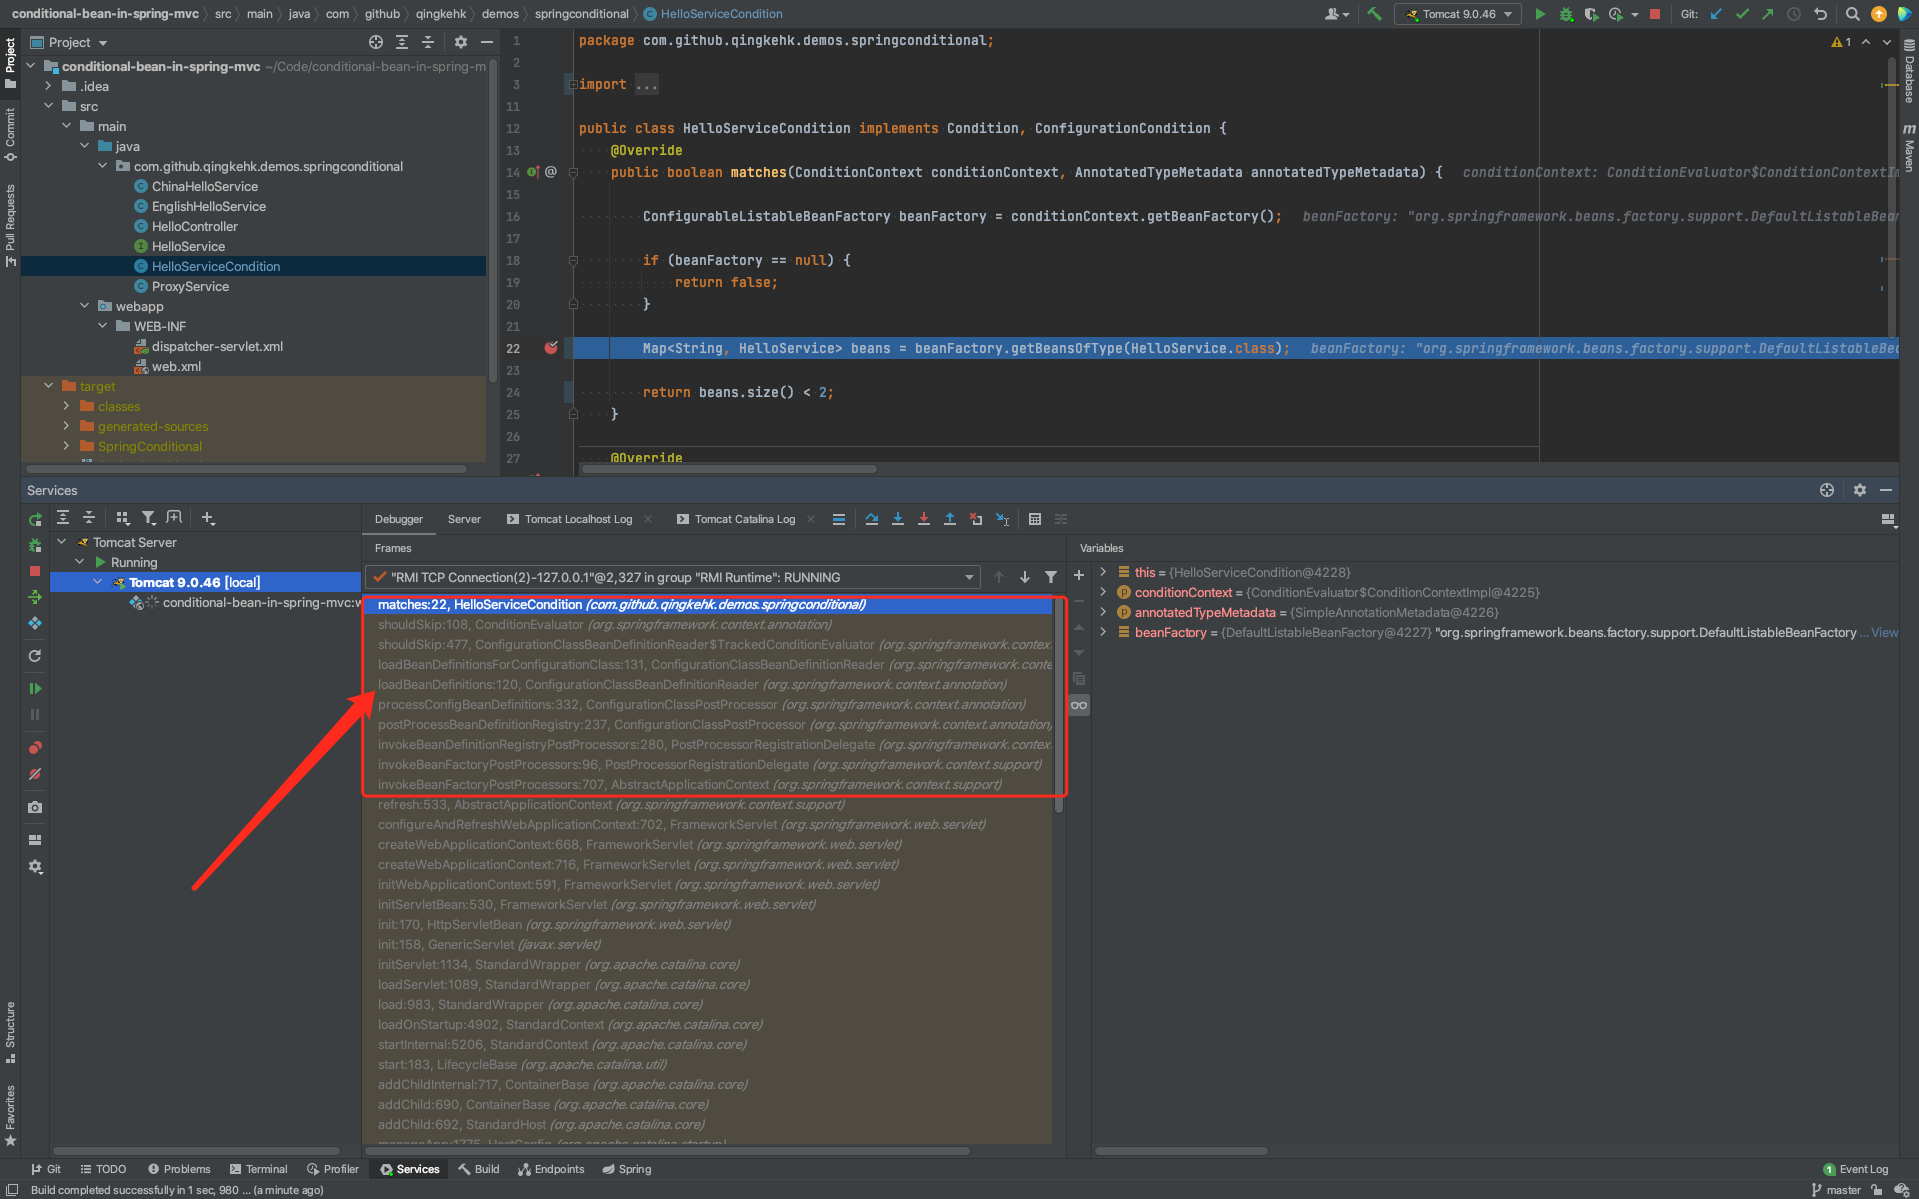 conditional-bean-in-spring-mvc
src
main
java
com
github
qingkehk
demos
springconditional
HelloServiceCondition
Tomcat 9.0.46
Git:
Project
conditional-bean-in-spring-mvc ~/Code/conditional-bean-in-spring-m
.idea
src
main
java
com.github.qingkehk.demos.springconditional
ChinaHelloService
EnglishHelloService
HelloController
HelloService
HelloServiceCondition
ProxyService
webapp
WEB-INF
dispatcher-servlet.xml
web.xml
target
classes
generated-sources
SpringConditional
Project
Commit
Pull Requests
Structure
Favorites
1 package com.github.qingkehk.demos.springconditional;
2
3 import ...
11
12 public class HelloServiceCondition implements Condition, ConfigurationCondition {
13 @Override
14 @ public boolean matches(ConditionContext conditionContext, AnnotatedTypeMetadata annotatedTypeMetadata) { conditionContext: ConditionEvaluator$ConditionContextIm
15
16 ConfigurableListableBeanFactory beanFactory = conditionContext.getBeanFactory(); beanFactory: "org.springframework.beans.factory.support.DefaultListableBean
17
18 if (beanFactory == null) {
19 return false;
20 }
21
22 Map<String, HelloService> beans = beanFactory.getBeansOfType(HelloService.class); beanFactory: "org.springframework.beans.factory.support.DefaultListableBe
23
24 return beans.size() < 2;
25 }
26
27 @Override
1
Database
Maven
Services
Tomcat Server
Running
Tomcat 9.0.46 [local]
conditional-bean-in-spring-mvc:w
Debugger
Server
Tomcat Localhost Log
Tomcat Catalina Log
Frames
"RMI TCP Connection(2)-127.0.0.1"@2,327 in group "RMI Runtime": RUNNING
matches:22, HelloServiceCondition (com.github.qingkehk.demos.springconditional)
shouldSkip:108, ConditionEvaluator (org.springframework.context.annotation)
shouldSkip:477, ConfigurationClassBeanDefinitionReader$TrackedConditionEvaluator (org.springframework.contex
loadBeanDefinitionsForConfigurationClass:131, ConfigurationClassBeanDefinitionReader (org.springframework.conte
loadBeanDefinitions:120, ConfigurationClassBeanDefinitionReader (org.springframework.context.annotation)
processConfigBeanDefinitions:332, ConfigurationClassPostProcessor (org.springframework.context.annotation)
postProcessBeanDefinitionRegistry:237, ConfigurationClassPostProcessor (org.springframework.context.annotation)
invokeBeanDefinitionRegistryPostProcessors:280, PostProcessorRegistrationDelegate (org.springframework.contex
invokeBeanFactoryPostProcessors:96, PostProcessorRegistrationDelegate (org.springframework.context.support)
invokeBeanFactoryPostProcessors:707, AbstractApplicationContext (org.springframework.context.support)
refresh:533, AbstractApplicationContext (org.springframework.context.support)
configureAndRefreshWebApplicationContext:702, FrameworkServlet (org.springframework.web.servlet)
createWebApplicationContext:668, FrameworkServlet (org.springframework.web.servlet)
createWebApplicationContext:716, FrameworkServlet (org.springframework.web.servlet)
initWebApplicationContext:591, FrameworkServlet (org.springframework.web.servlet)
initServletBean:530, FrameworkServlet (org.springframework.web.servlet)
init:170, HttpServletBean (org.springframework.web.servlet)
init:158, GenericServlet (javax.servlet)
initServlet:1134, StandardWrapper (org.apache.catalina.core)
loadServlet:1089, StandardWrapper (org.apache.catalina.core)
load:983, StandardWrapper (org.apache.catalina.core)
loadOnStartup:4902, StandardContext (org.apache.catalina.core)
startInternal:5206, StandardContext (org.apache.catalina.core)
start:183, LifecycleBase (org.apache.catalina.util)
addChildInternal:717, ContainerBase (org.apache.catalina.core)
addChild:690, ContainerBase (org.apache.catalina.core)
addChild:692, StandardHost (org.apache.catalina.core)
manageApp:1775, HostConfig (org.apache.catalina.startup)
Variables
this = {HelloServiceCondition@4228}
conditionContext = {ConditionEvaluator$ConditionContextImpl@4225}
annotatedTypeMetadata = {SimpleAnnotationMetadata@4226}
beanFactory = {DefaultListableBeanFactory@4227} "org.springframework.beans.factory.support.DefaultListableBeanFactory ... View
Git
TODO
Problems
Terminal
Profiler
Services
Build
Endpoints
Spring
1 Event Log
Build completed successfully in 1 sec, 980 ... (a minute ago)
master